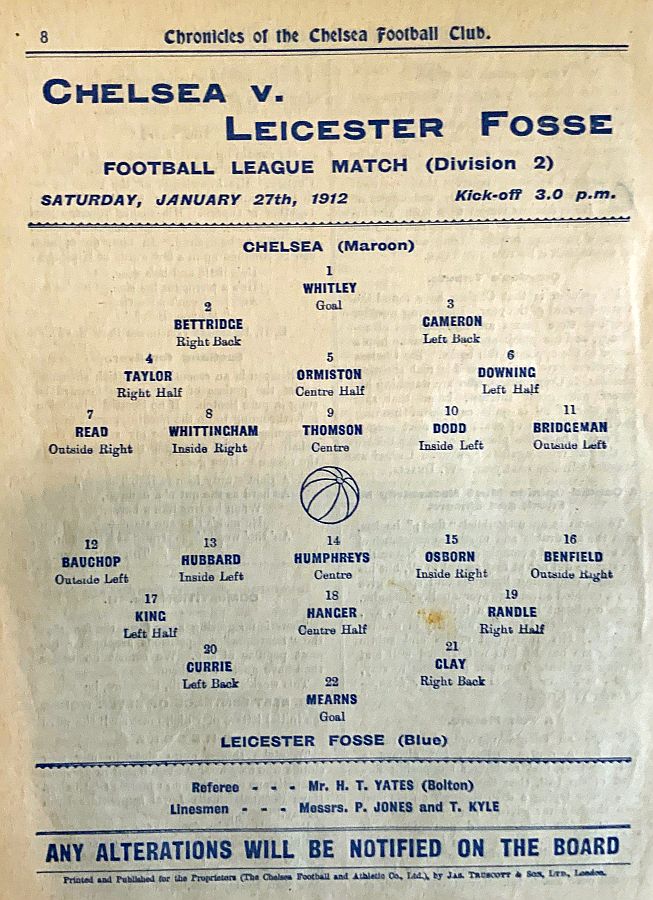 8 Chronicles of the Chelsea Football Club.
CHELSEA V.
LEICESTER FOSSE
FOOTBALL LEAGUE MATCH (Division 2)
SATURDAY, JANUARY 27th, 1912 Kick-off 3.0 p.m.
CHELSEA (Maroon)
1
WHITLEY
Goal
2 3
BETTRIDGE CAMERON
Right Back Left Back
4 5 6
TAYLOR ORMISTON DOWNING
Right Half Centre Half Left Half
7 8 9 10 11
READ WHITTINGHAM THOMSON DODD BRIDGEMAN
Outside Right Inside Right Centre Inside Left Outside Left
12 13 14 15 16
BAUCHOP HUBBARD HUMPHREYS OSBORN BENFIELD
Outside Left Inside Left Centre Inside Right Outside Right
17 18 19
KING HANGER RANDLE
Left Half Centre Half Right Half
20 21
CURRIE CLAY
Left Back Right Back
22
MEARNS
Goal
LEICESTER FOSSE (Blue)
Referee - - - Mr. H. T. YATES (Bolton)
Linesmen - - - Messrs. P. JONES and T. KYLE
ANY ALTERATIONS WILL BE NOTIFIED ON THE BOARD
Printed and Published for the Proprietors (The Chelsea Football and Athletic Co., Ltd.), by JAS. TRUSCOTT & SON, LTD., London.